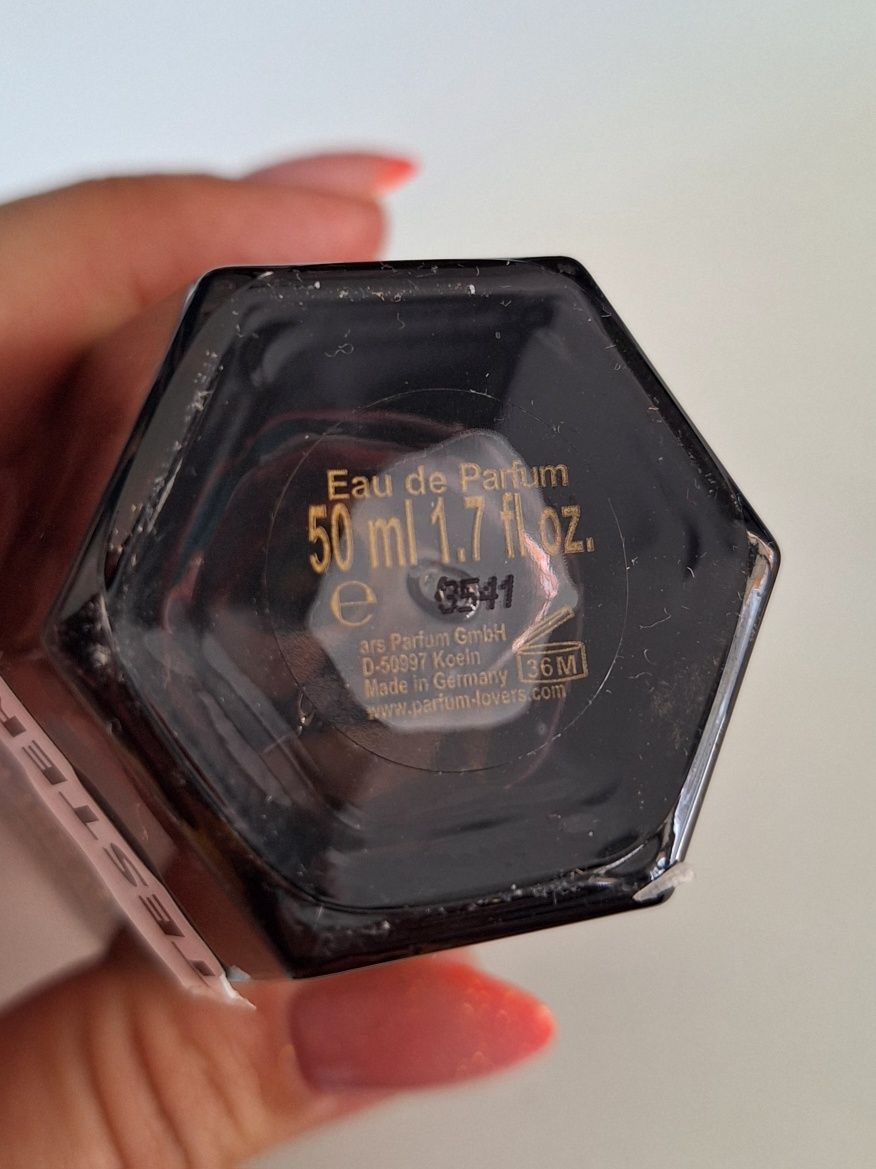 Eau de Parfum
50 ml 1.7 fl oz.
e
ars Parfum GmbH
D-50997 Koeln
Made in Germany
www.parfum-lovers.com
36M
TESTER